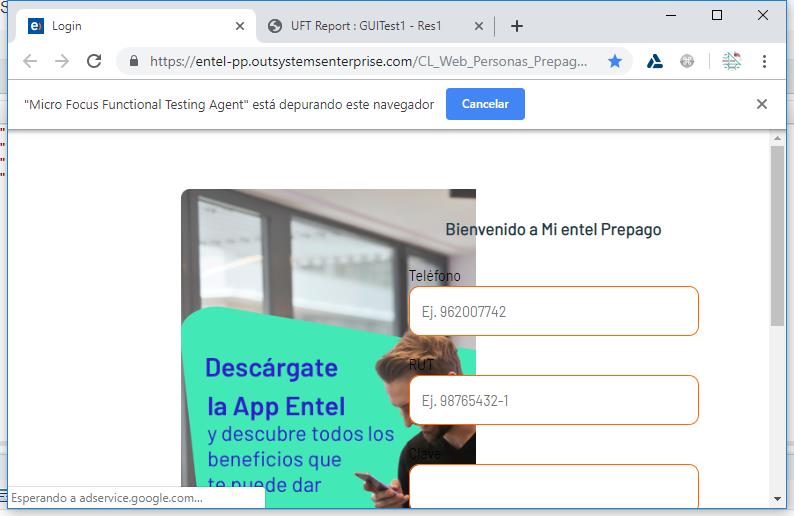 Login
UFT Report : GUITest1 - Res1
https://entel-pp.outsystemsenterprise.com/CL_Web_Personas_Prepag...
"Micro Focus Functional Testing Agent" está depurando este navegador
Cancelar
Bienvenido a Mi entel Prepago
Teléfono
Ej. 962007742
RUT
Ej. 98765432-1
Clave
Descárgate
la App Entel
y descubre todos los
beneficios que
te puede dar
Esperando a adservice.google.com...